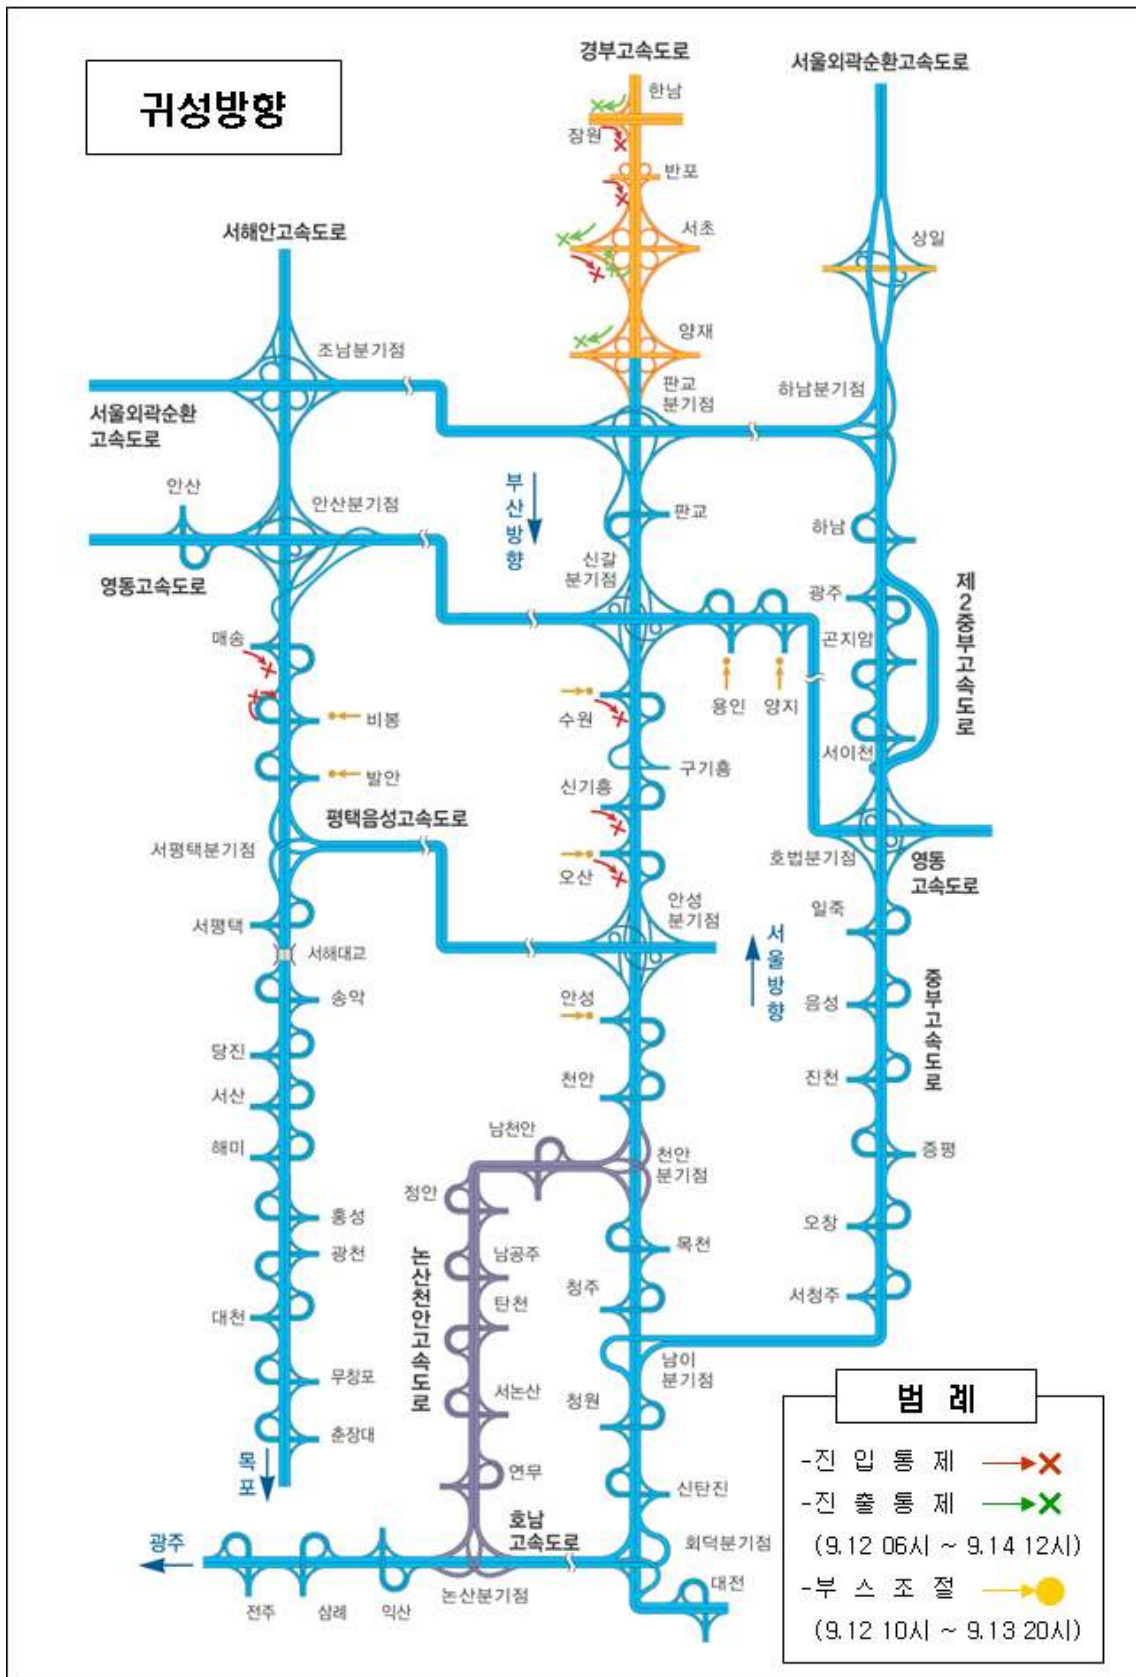 귀성방향
경부고속도로
서울외곽순환고속도로
한남
잠원
반포
서초
상일
서해안고속도로
양재
조남분기점
판교
분기점
하남분기점
서울외곽순환
고속도로
안산
안산분기점
부산방향
판교
하남
영동고속도로
신갈
분기점
광주
제2중부고속도로
매송
곤지암
비봉
수원
용인
양지
서이천
구기흥
발안
신기흥
평택음성고속도로
서평택분기점
오산
호법분기점
영동
고속도로
안성
분기점
일죽
서평택
서해대교
서울방향
송악
안성
음성
중부고속도로
당진
천안
진천
서산
해미
남천안
천안
분기점
증평
정안
홍성
오창
목천
광천
논산천안고속도로
남공주
청주
탄천
서청주
대천
남이
분기점
무창포
서논산
청원
춘장대
목포
연무
신탄진
호남
고속도로
회덕분기점
광주
대전
전주
삼례
익산
논산분기점
범 례
-진 입 통 제
-진 출 통 제
(9.12 06시 ~ 9.14 12시)
-부 스 조 절
(9.12 10시 ~ 9.13 20시)